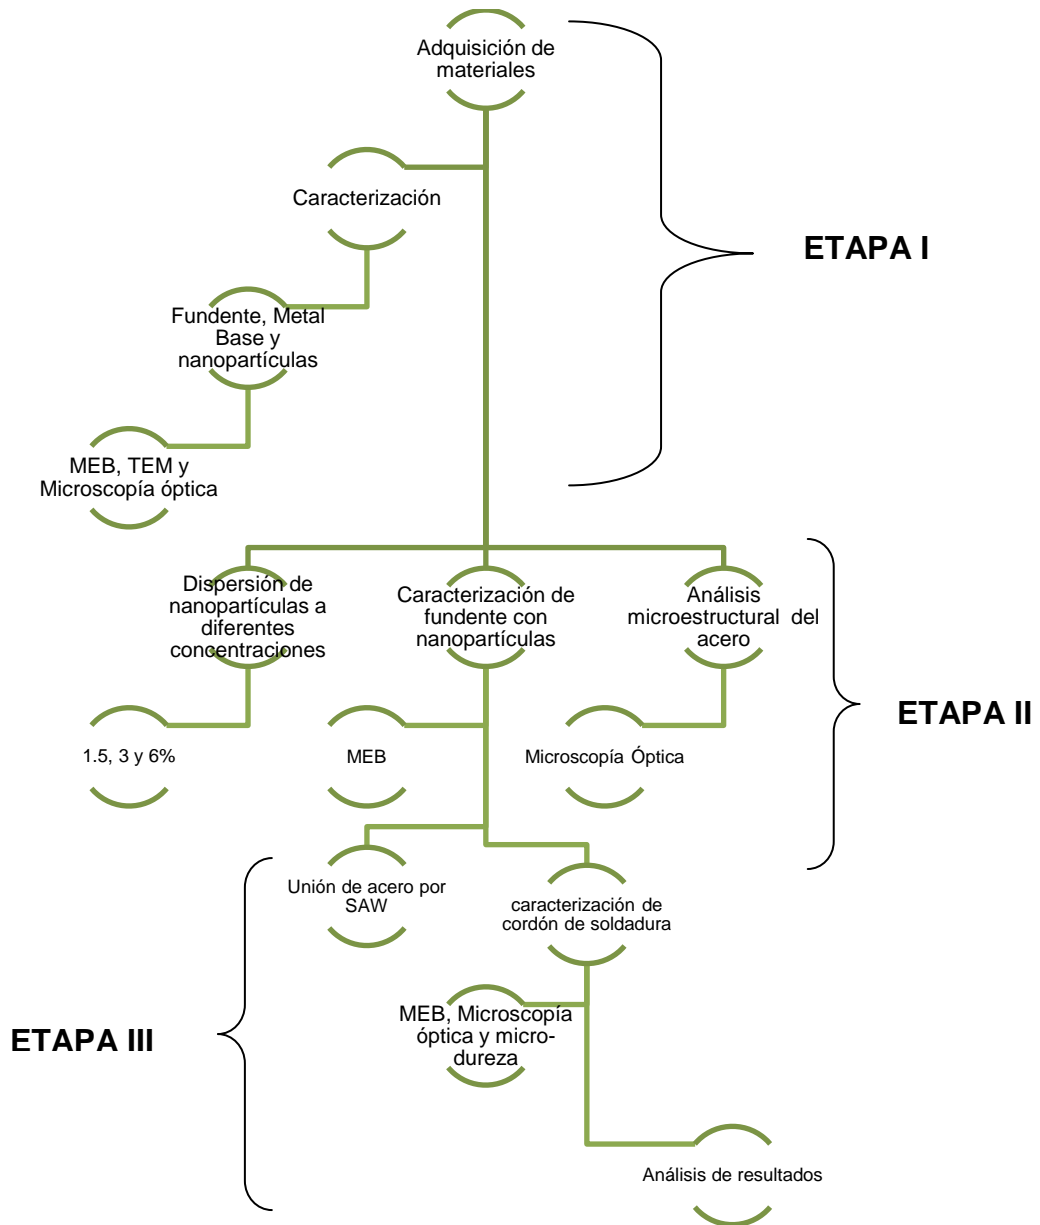 Adquisición de
materiales
Caracterización
ETAPA I
Fundente, Metal
Base y
nanopartículas
MEB, TEM y
Microscopía óptica
Dispersión de
nanopartículas a
diferentes
concentraciones
Caracterización de
fundente con
nanopartículas
Análisis
microestructural del
acero
ETAPA II
1.5, 3 y 6%
MEB
Microscopía Óptica
Unión de acero por
SAW
caracterización de
cordón de soldadura
ETAPA III
MEB, Microscopía
óptica y micro-
dureza
Análisis de resultados